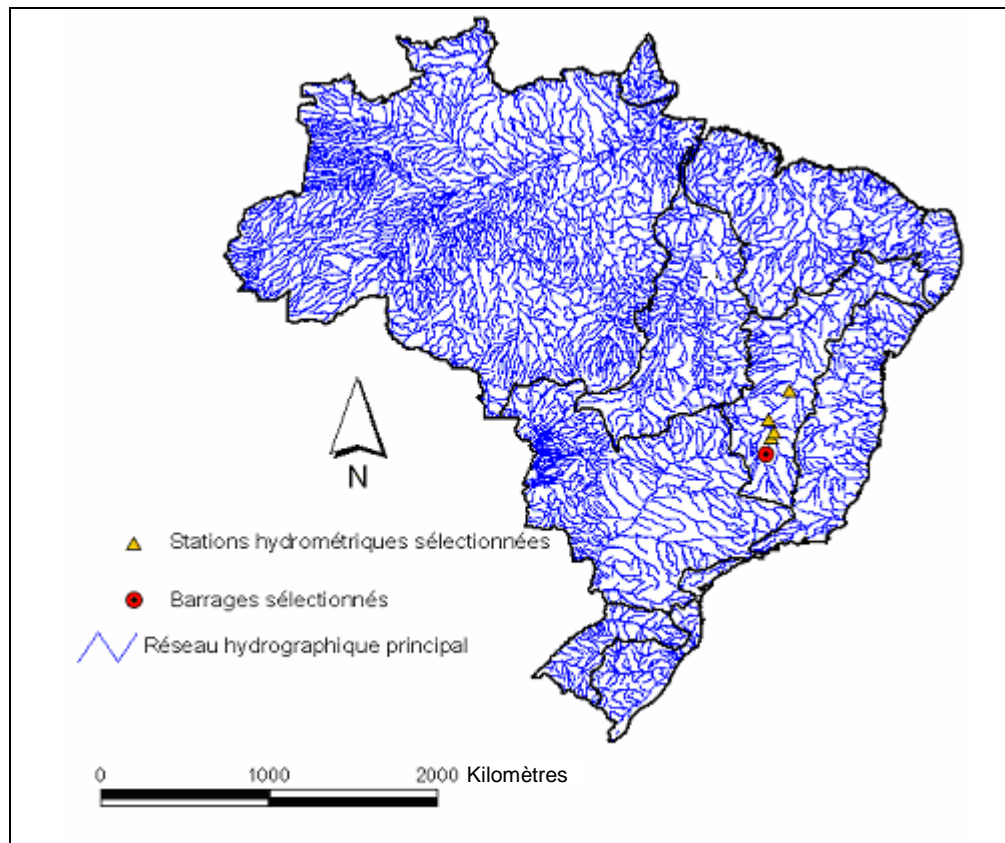 N
Stations hydrométriques sélectionnées
Barrages sélectionnés
Réseau hydrographique principal
0 1000 2000 Kilomètres